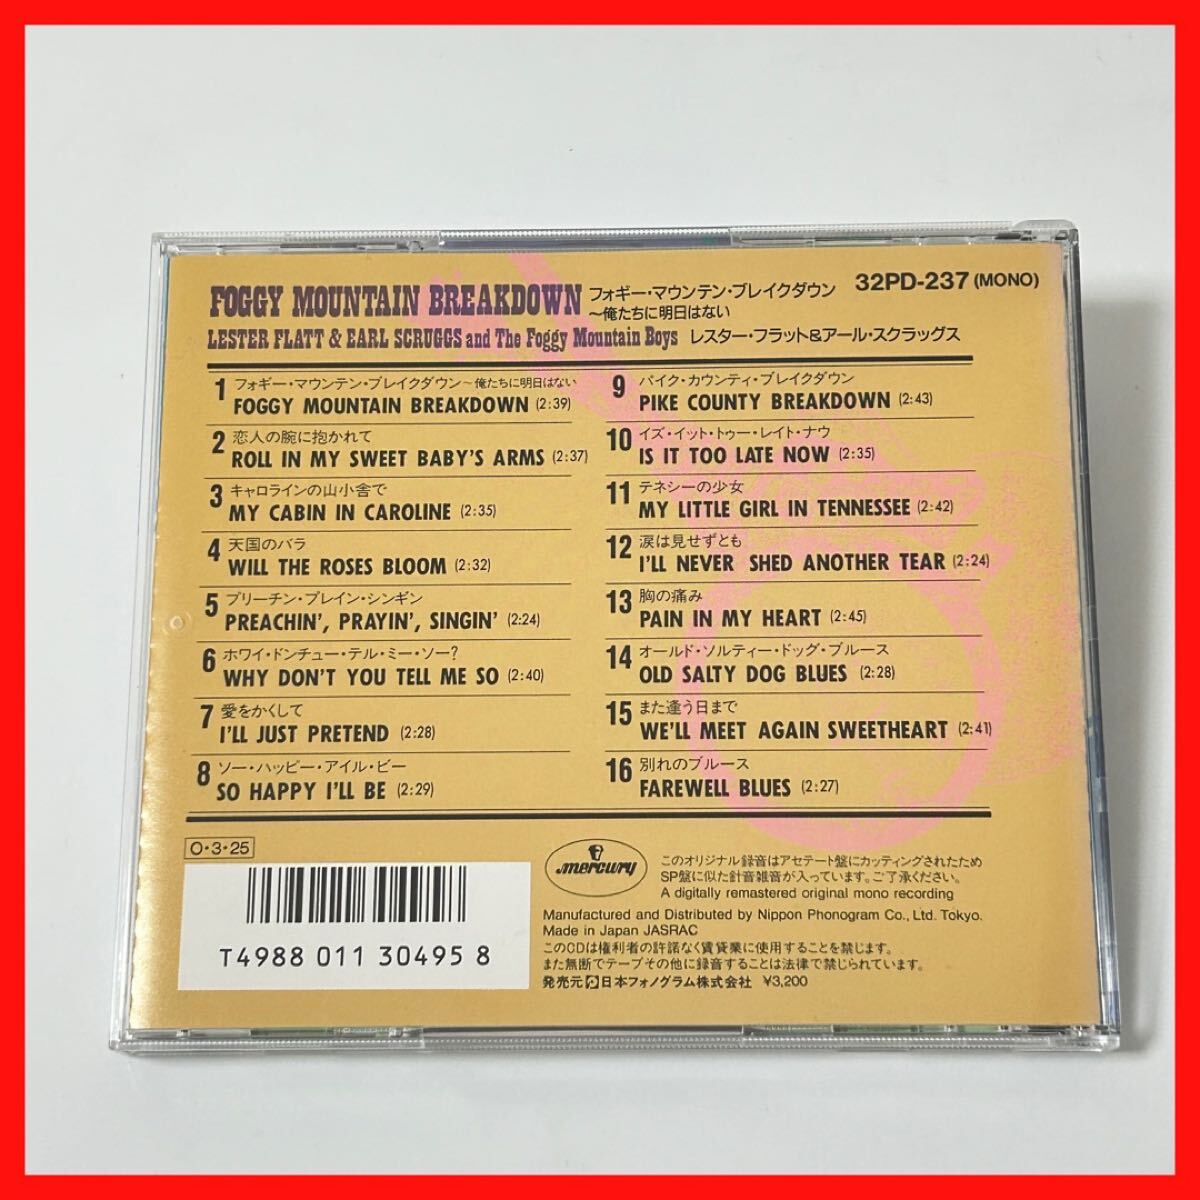 FOGGY MOUNTAIN BREAKDOWN フォギー・マウンテン・ブレイクダウン 32PD-237 (MONO)
〜俺たちに明日はない
LESTER FLATT & EARL SCRUGGS and The Foggy Mountain Boys レスター・フラット&アール・スクラッグス
1 フォギー・マウンテン・ブレイクダウン〜俺たちに明日はない
FOGGY MOUNTAIN BREAKDOWN (2:39)
2 恋人の腕に抱かれて
ROLL IN MY SWEET BABY'S ARMS (2:37)
3 キャロラインの山小舎で
MY CABIN IN CAROLINE (2:35)
4 天国のバラ
WILL THE ROSES BLOOM (2:32)
5 プリーチン・プレイン・シンギン
PREACHIN', PRAYIN', SINGIN' (2:24)
6 ホワイ・ドンチュー・テル・ミー・ソー?
WHY DON'T YOU TELL ME SO (2:40)
7 愛をかくして
I'LL JUST PRETEND (2:28)
8 ソー・ハッピー・アイル・ビー
SO HAPPY I'LL BE (2:29)
9 パイク・カウンティ・ブレイクダウン
PIKE COUNTY BREAKDOWN (2:43)
10 イズ・イット・トゥー・レイト・ナウ
IS IT TOO LATE NOW (2:35)
11 テネシーの少女
MY LITTLE GIRL IN TENNESSEE (2:42)
12 涙は見せずとも
I'LL NEVER SHED ANOTHER TEAR (2:24)
13 胸の痛み
PAIN IN MY HEART (2:45)
14 オールド・ソルティー・ドッグ・ブルース
OLD SALTY DOG BLUES (2:28)
15 また逢う日まで
WE'LL MEET AGAIN SWEETHEART (2:41)
16 別れのブルース
FAREWELL BLUES (2:27)
O・3・25
T4988 011 30495 8
mercury
このオリジナル録音はアセテート盤にカッティングされたため
SP盤に似た針音雑音が入っています。ご了承ください。
A digitally remastered original mono recording
Manufactured and Distributed by Nippon Phonogram Co., Ltd. Tokyo.
Made in Japan JASRAC
このCDは権利者の許諾なく賃貸業に使用することを禁じます。
また無断でテープその他に録音することは法律で禁じられています。
発売元 日本フォノグラム株式会社 ¥3,200